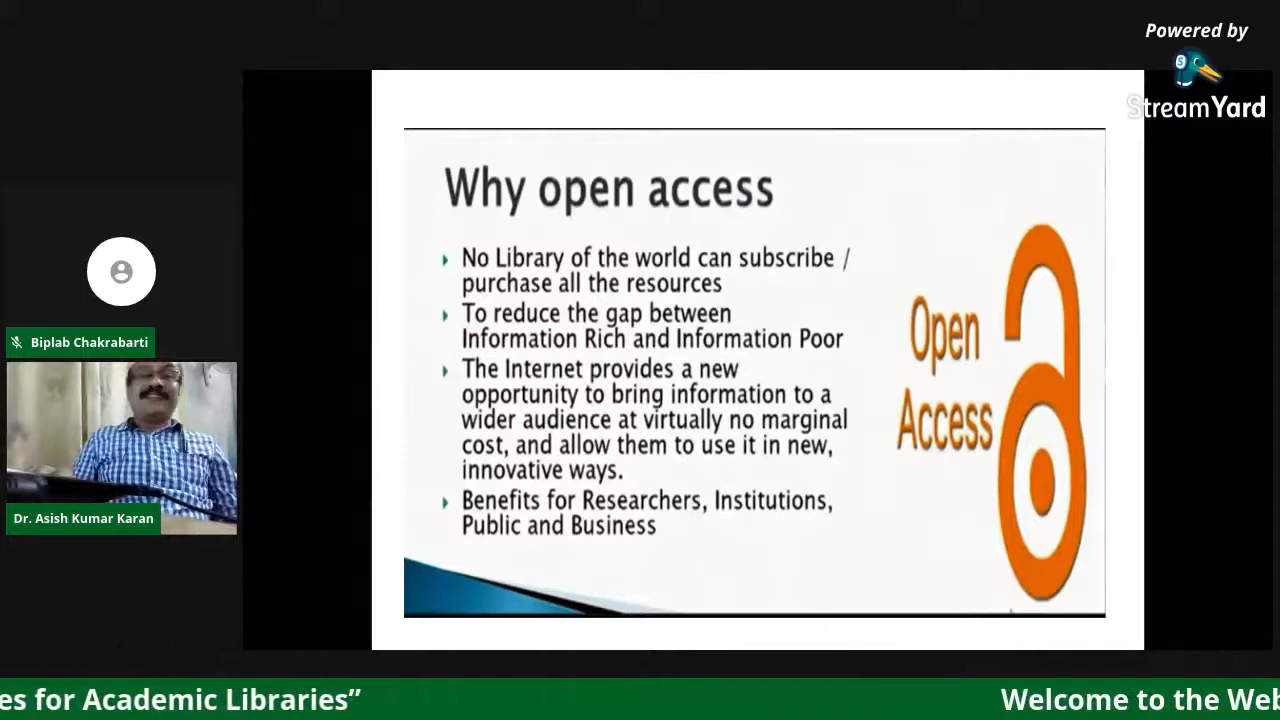 Powered by
StreamYard
Why open access
No Library of the world can subscribe /
purchase all the resources
To reduce the gap between
Information Rich and Information Poor
The Internet provides a new
opportunity to bring information to a
wider audience at virtually no marginal
cost, and allow them to use it in new,
innovative ways.
Benefits for Researchers, Institutions,
Public and Business
Open
Access
Biplab Chakrabarti
Dr. Asish Kumar Karan
es for Academic Libraries” Welcome to the Web